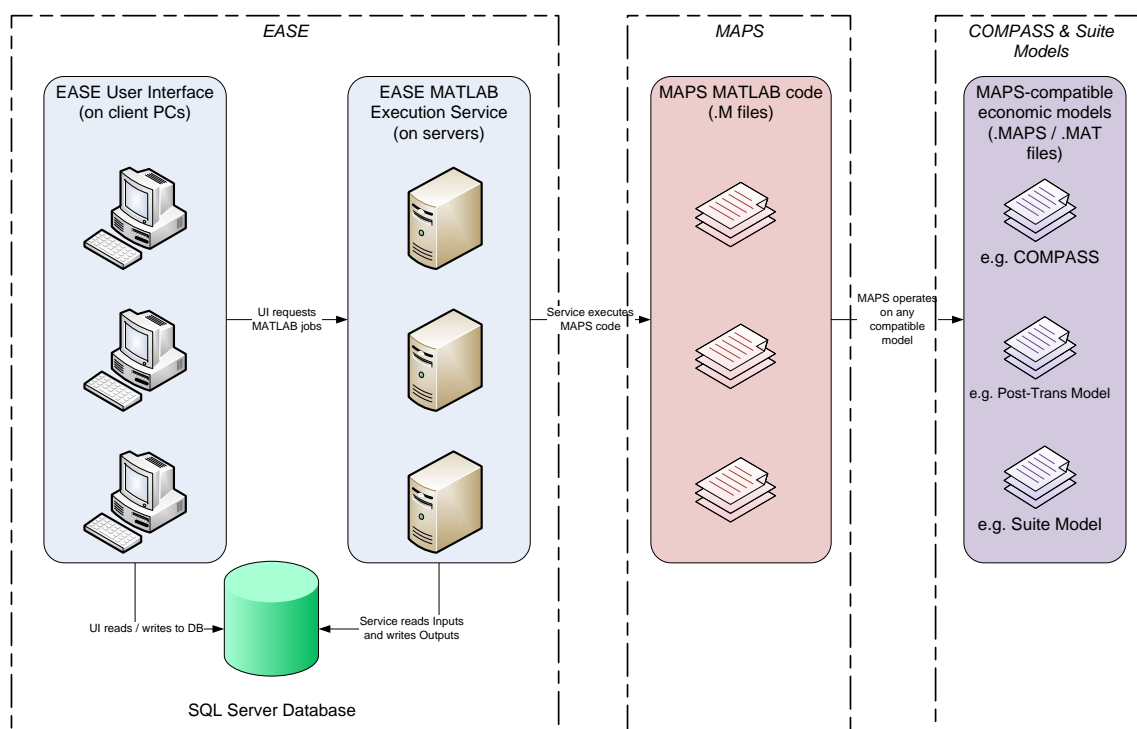 EASE
MAPS
COMPASS & Suite
Models
EASE User Interface
(on client PCs)
EASE MATLAB
Execution Service
(on servers)
MAPS MATLAB code
(.M files)
MAPS-compatible
economic models
(.MAPS / .MAT
files)
e.g. COMPASS
UI requests
MATLAB jobs
Service executes
MAPS code
MAPS operates
on any
compatible
model
e.g. Post-Trans Model
e.g. Suite Model
UI reads / writes to DB
Service reads Inputs
and writes Outputs
SQL Server Database